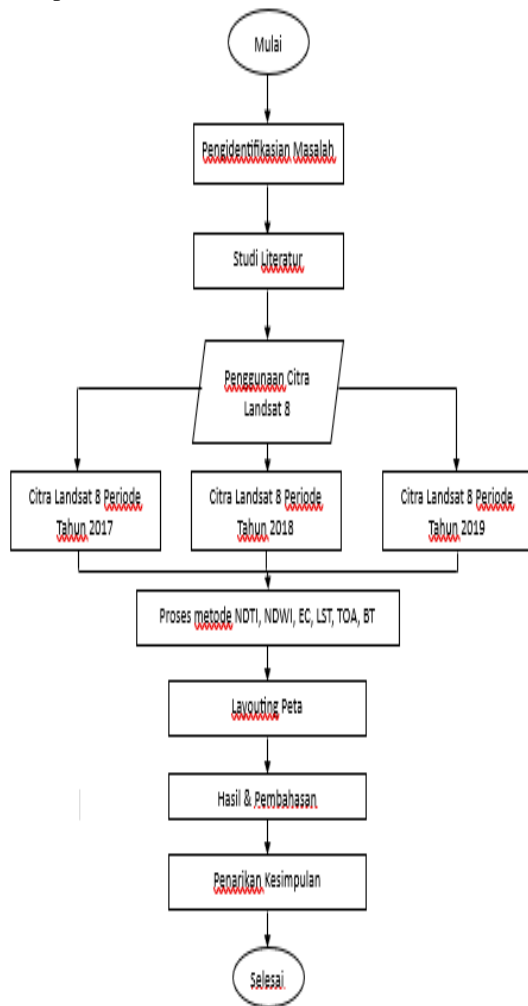 Mulai
Pengidentifikasian Masalah
Studi Literatur
Penggunaan Citra
Landsat 8
Citra Landsat 8 Periode
Tahun 2017
Citra Landsat 8 Periode
Tahun 2018
Citra Landsat 8 Periode
Tahun 2019
Proses metode NDTI, NDWI, EC, LST, TOA, BT
Layouting Peta
Hasil & Pembahasan
Penarikan Kesimpulan
Selesai